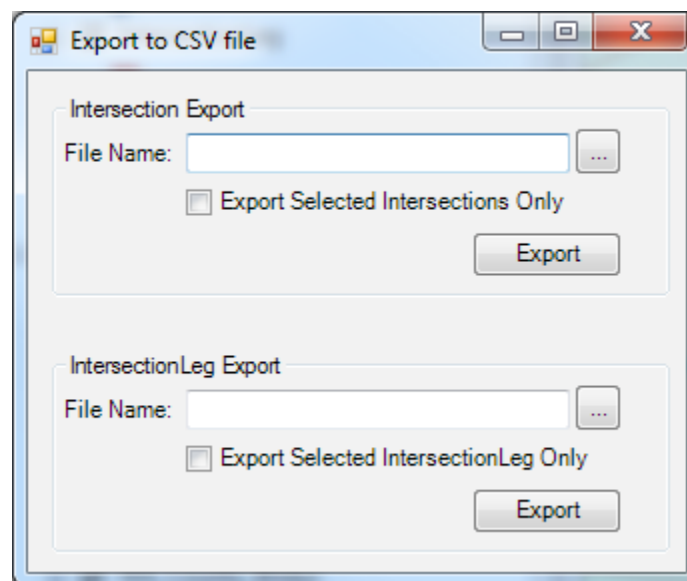 Export to CSV file
Intersection Export
File Name:
...
Export Selected Intersections Only
Export
IntersectionLeg Export
File Name:
...
Export Selected IntersectionLeg Only
Export